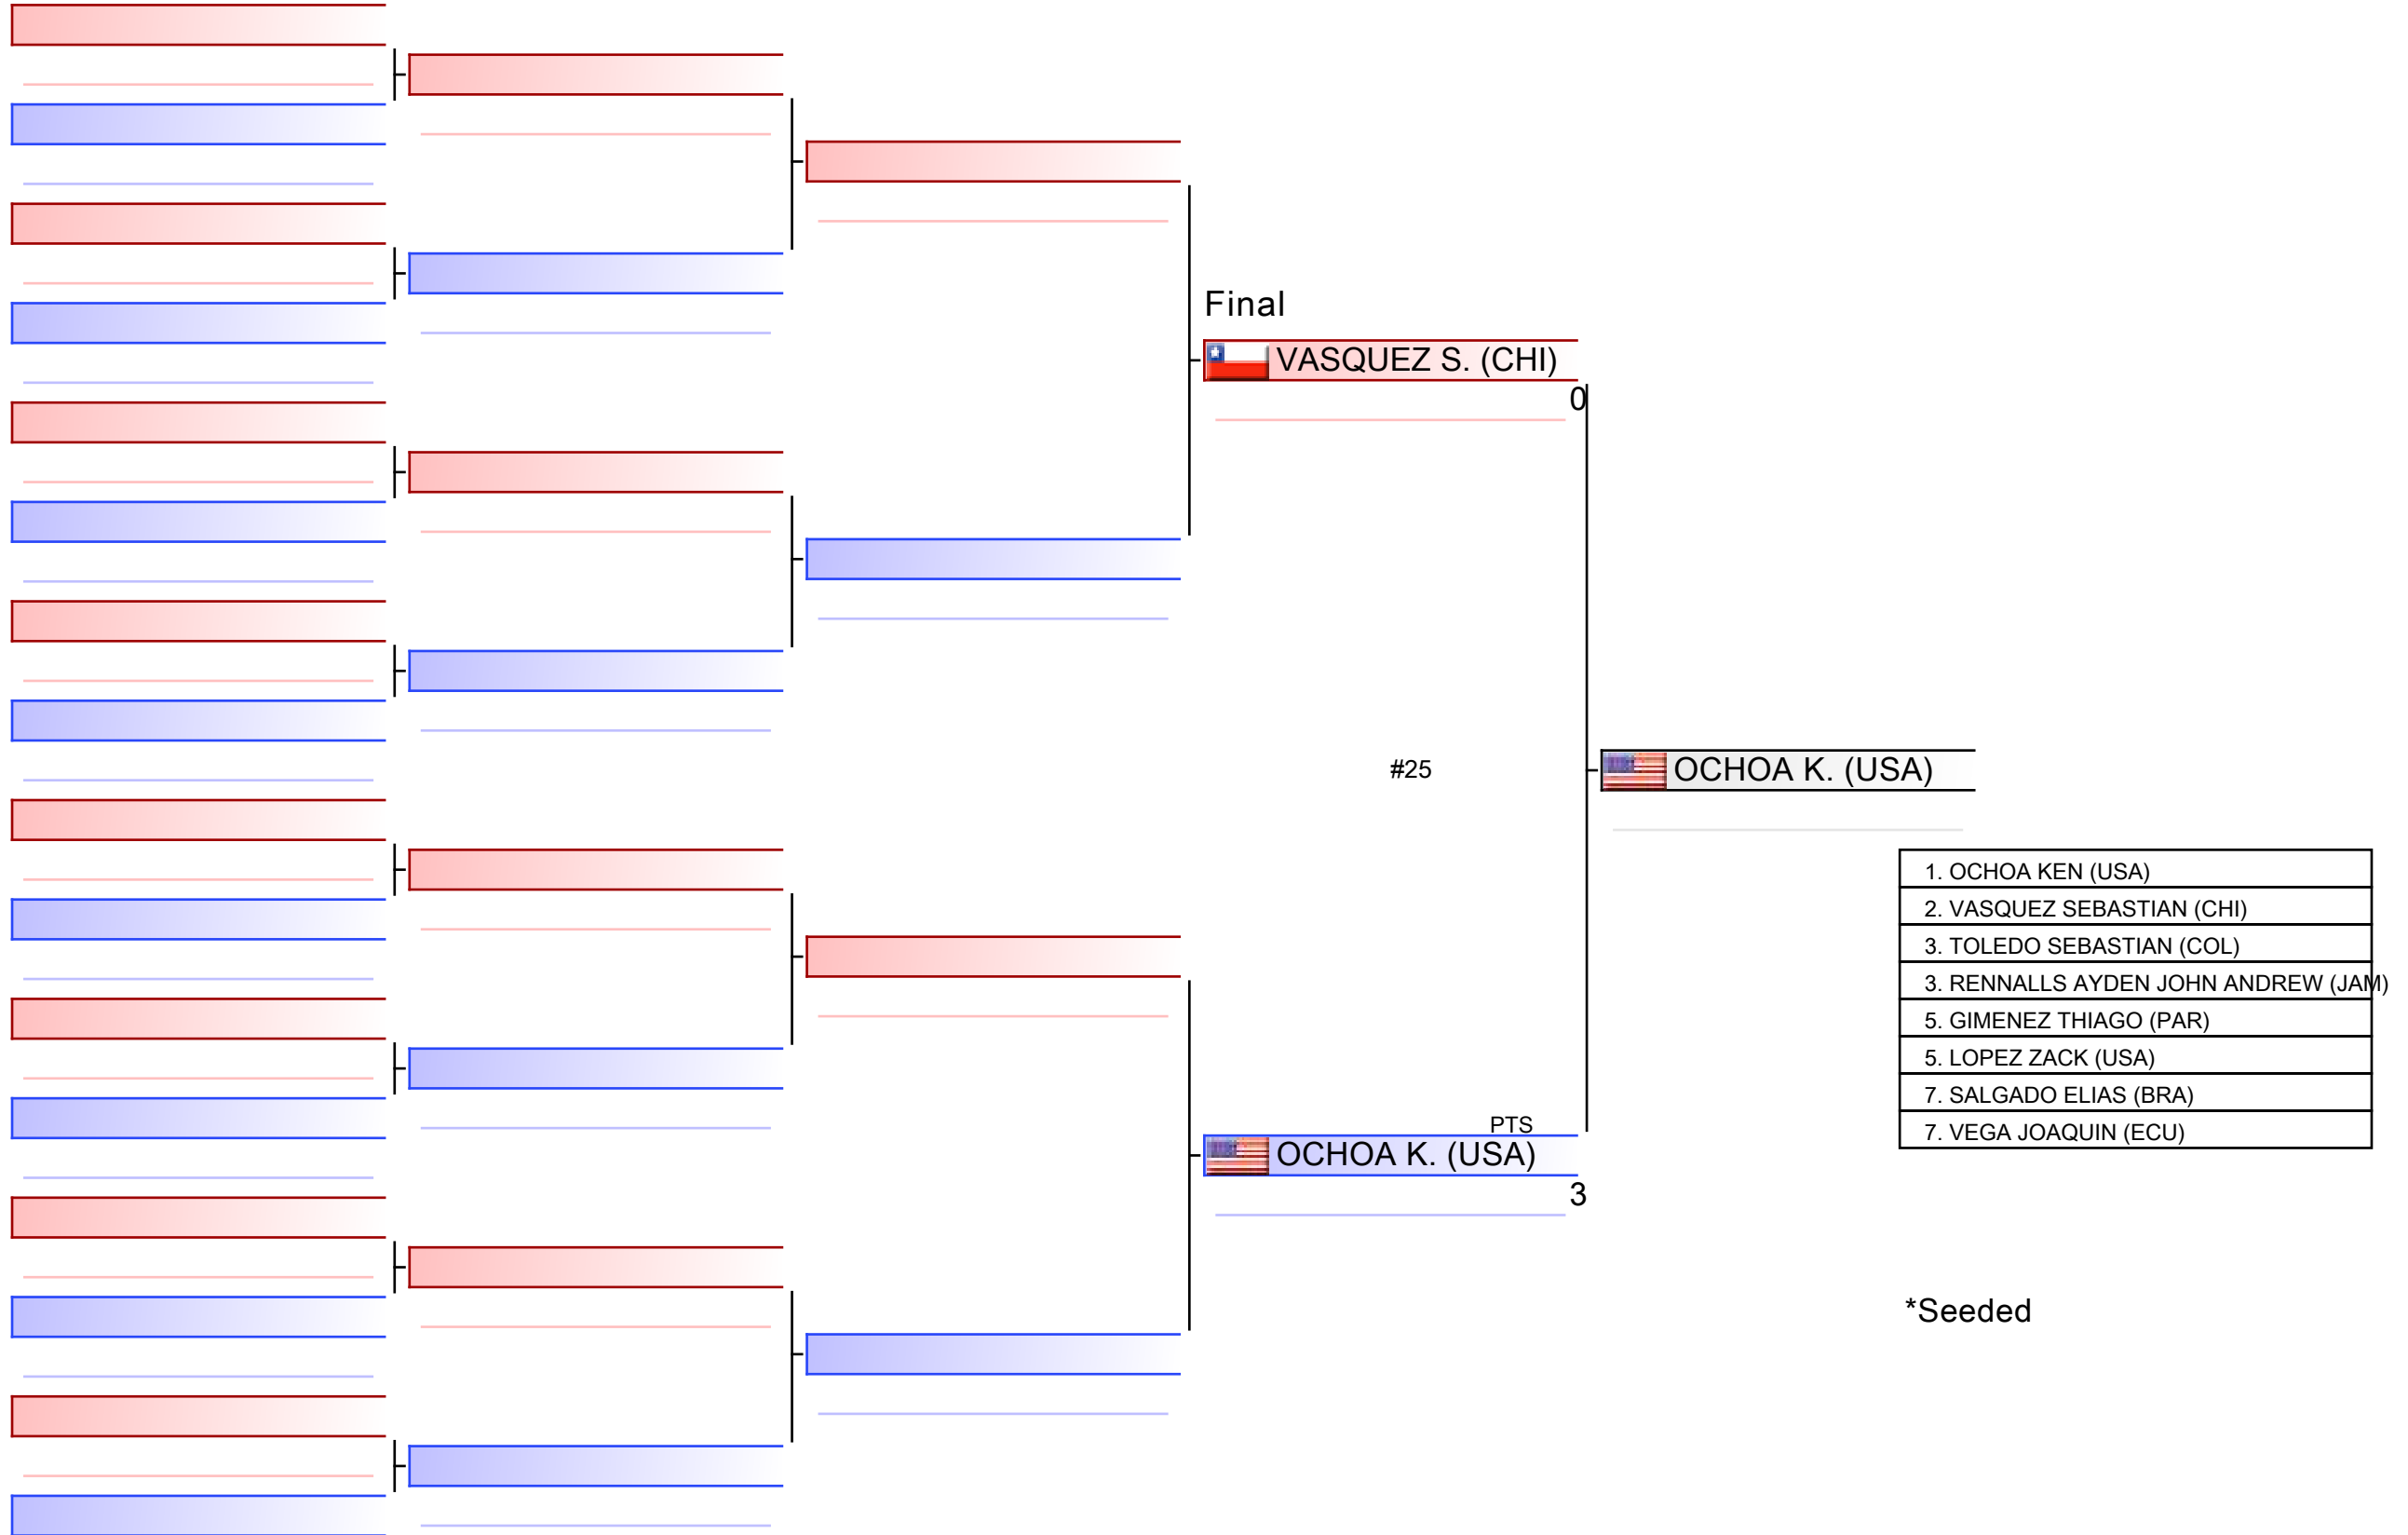 Final
VASQUEZ S. (CHI)
0
#25
OCHOA K. (USA)
PTS
OCHOA K. (USA)
3
1. OCHOA KEN (USA)
2. VASQUEZ SEBASTIAN (CHI)
3. TOLEDO SEBASTIAN (COL)
3. RENNALLS AYDEN JOHN ANDREW (JAM)
5. GIMENEZ THIAGO (PAR)
5. LOPEZ ZACK (USA)
7. SALGADO ELIAS (BRA)
7. VEGA JOAQUIN (ECU)
*Seeded